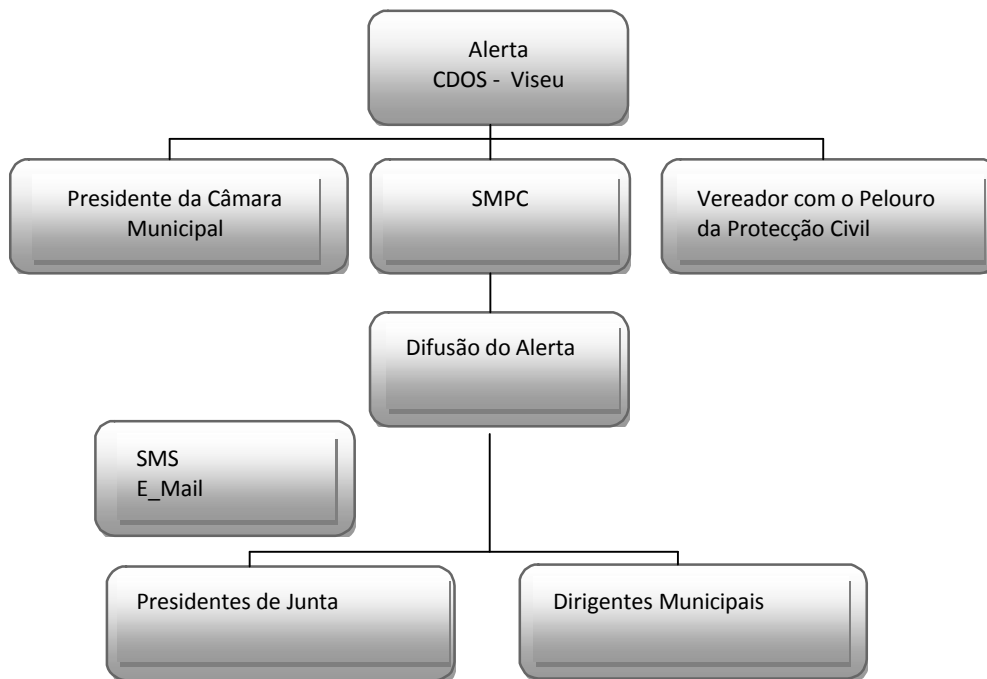 Alerta
CDOS - Viseu
Presidente da Câmara
Municipal
SMPC
Vereador com o Pelouro
da Protecção Civil
Difusão do Alerta
SMS
E_Mail
Presidentes de Junta
Dirigentes Municipais